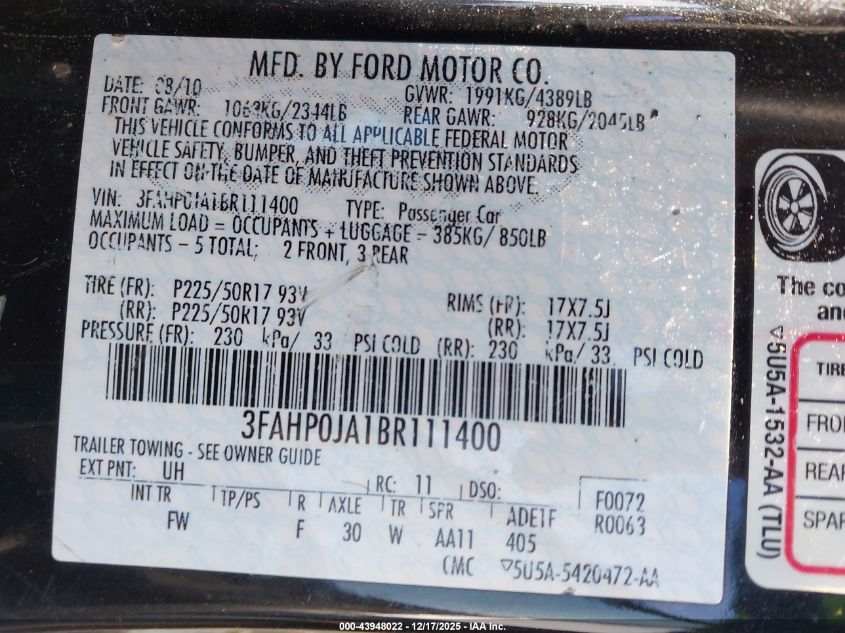 MFD. BY FORD MOTOR CO.
DATE: 08/10 GVWR: 1991KG/4389LB
FRONT GAWR: 1063KG/2344LB REAR GAWR: 928KG/2045LB
THIS VEHICLE CONFORMS TO ALL APPLICABLE FEDERAL MOTOR
VEHICLE SAFETY, BUMPER, AND THEFT PREVENTION STANDARDS
IN EFFECT ON THE DATE OF MANUFACTURE SHOWN ABOVE.
VIN: 3FAHP0JA1BR111400 TYPE: Passenger Car
MAXIMUM LOAD = OCCUPANTS + LUGGAGE = 385KG/ 850LB
OCCUPANTS - 5 TOTAL; 2 FRONT, 3 REAR
TIRE (FR): P225/50R17 93V RIMS (FR): 17X7.5J
(RR): P225/50R17 93V (RR): 17X7.5J
PRESSURE (FR): 230 kPa/ 33 PSI COLD (RR): 230 kPa/ 33 PSI COLD
3FAHP0JA1BR111400
TRAILER TOWING - SEE OWNER GUIDE
EXT PNT: UH RC: 11 DSO: F0072
INT TR TP/PS R AXLE TR SPR ADETF R0063
FW F 30 W AA11 405
CMC ▽5U5A-5420472-AA
The co
and
▽5U5A-1532-AA (TLU)
TIRE
FRO
REAR
SPAR
000-43948022 - 12/17/2025 - IAA Inc.